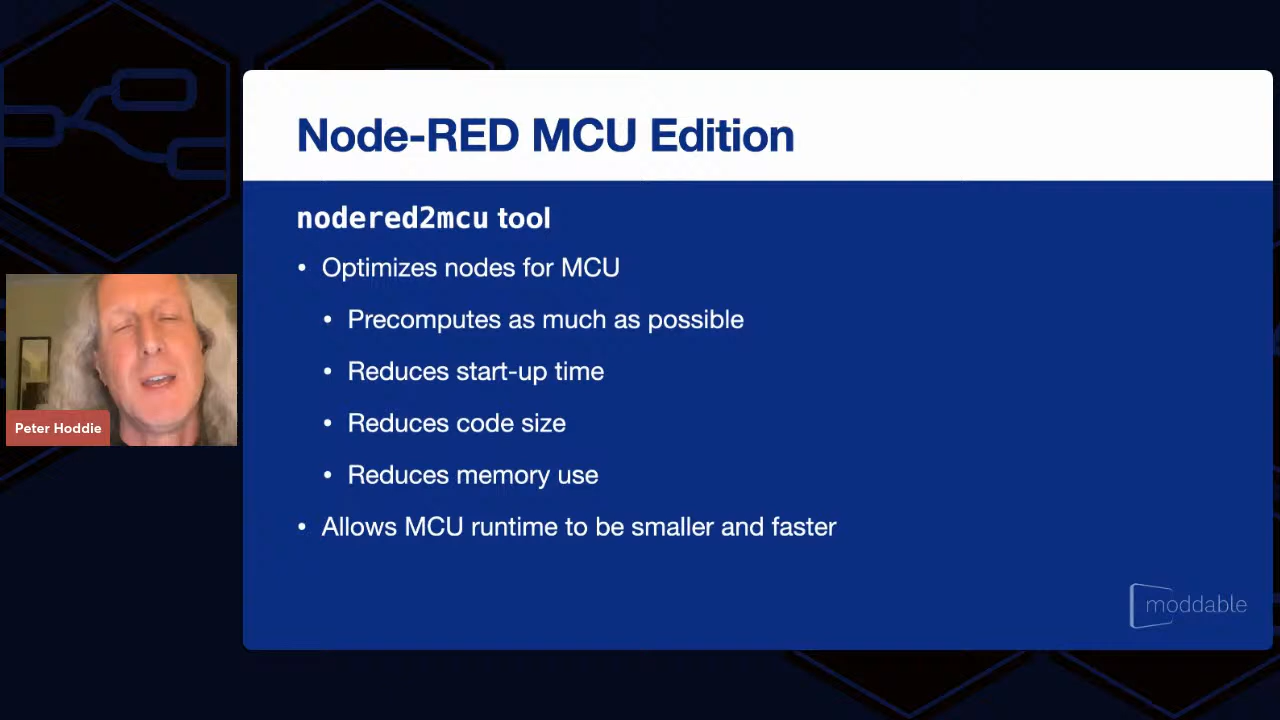 Node-RED MCU Edition
nodered2mcu tool
• Optimizes nodes for MCU
• Precomputes as much as possible
• Reduces start-up time
• Reduces code size
• Reduces memory use
• Allows MCU runtime to be smaller and faster
Peter Hoddie
moddable